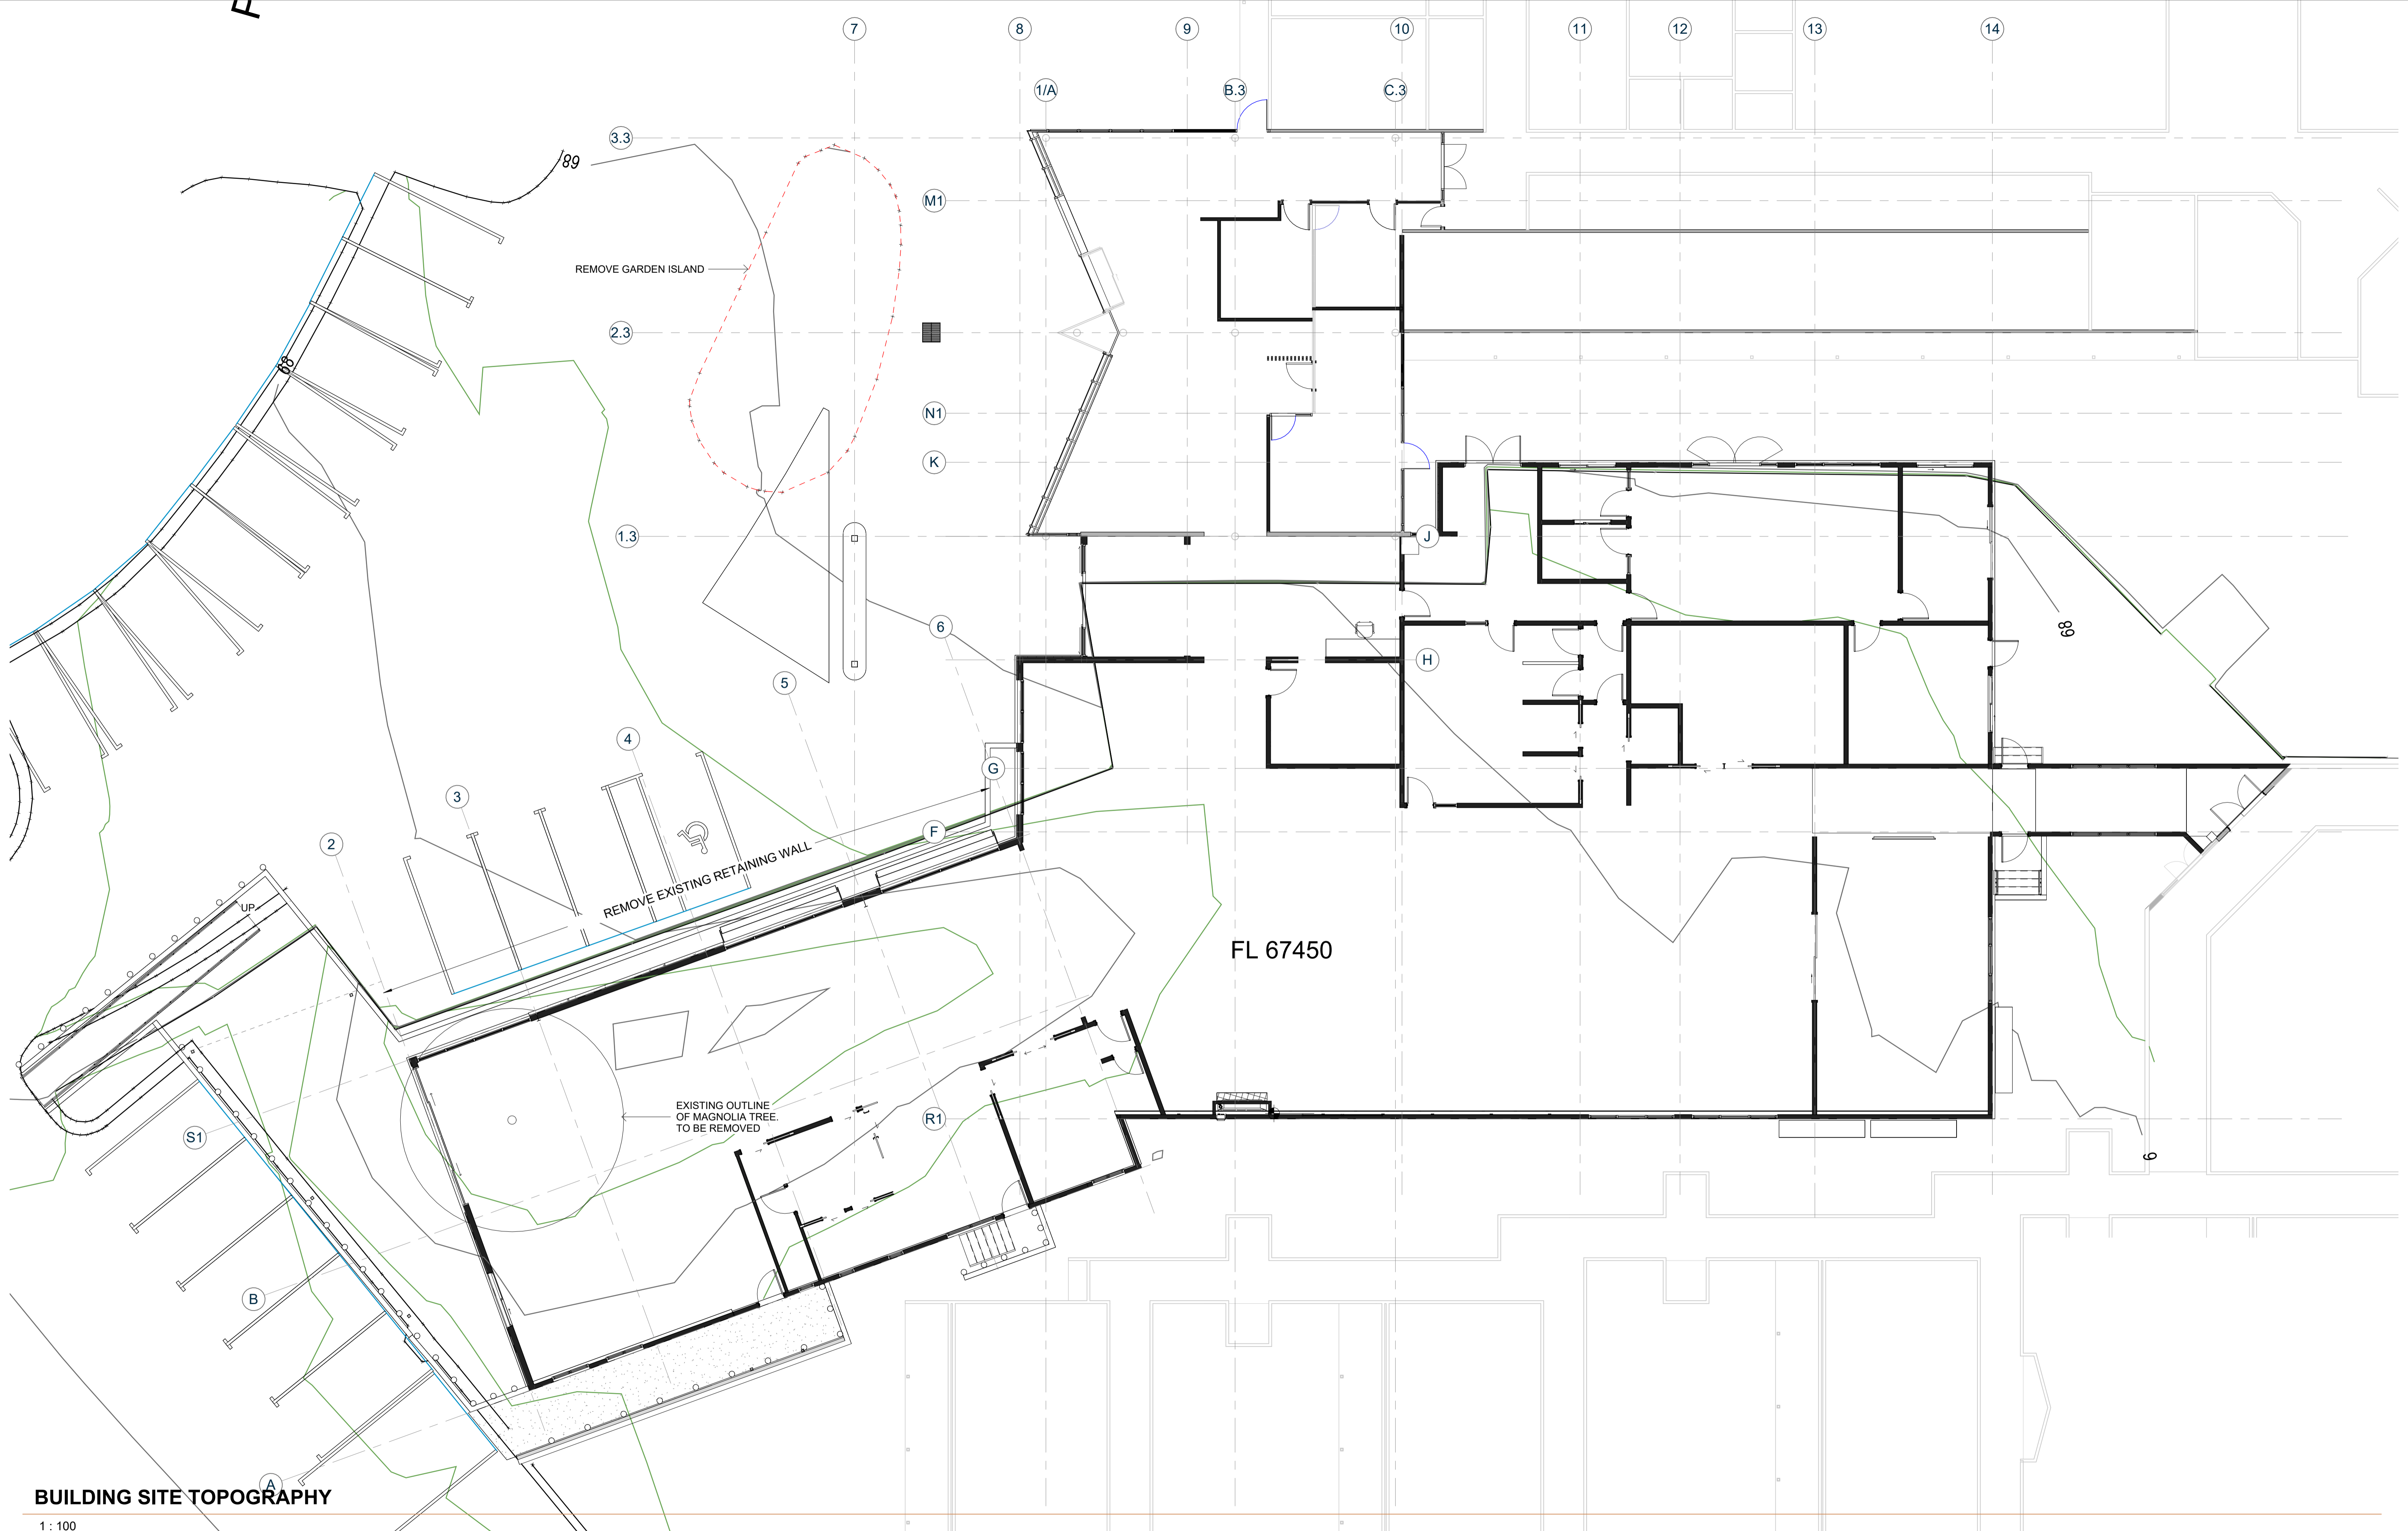 7
8
9
10
11
12
13
14
1/A
B.3
C.3
3.3
68
M1
REMOVE GARDEN ISLAND
2.3
68
N1
K
1.3
J
6
68
H
5
4
G
3
F
2
REMOVE EXISTING RETAINING WALL
UP
FL 67450
EXISTING OUTLINE
OF MAGNOLIA TREE.
TO BE REMOVED
R1
S1
B
A
BUILDING SITE TOPOGRAPHY
1 : 100